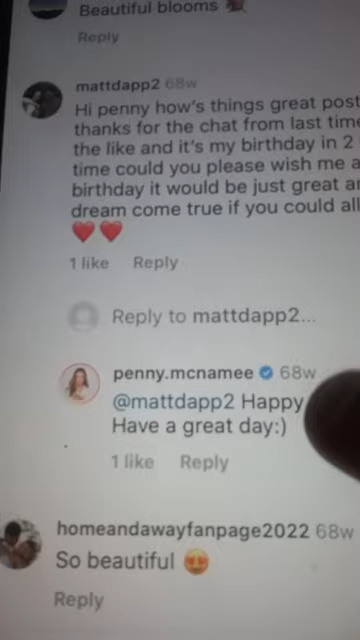 Beautiful blooms
Reply
mattdapp2 68w
Hi penny how's things great post
thanks for the chat from last time
the like and it's my birthday in 2
time could you please wish me a
birthday it would be just great
dream come true if you could all
❤️❤️
1 like Reply
Reply to mattdapp2...
penny.mcnamee 68w
@mattdapp2 Happy
Have a great day:)
1 like Reply
homeandawayfanpage2022 68w
So beautiful 😍
Reply